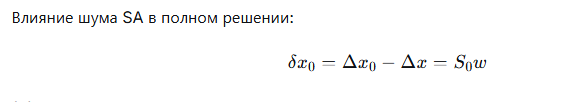 Влияние шума SA в полном решении:
δx₀ = Δx₀ − Δx = S₀w